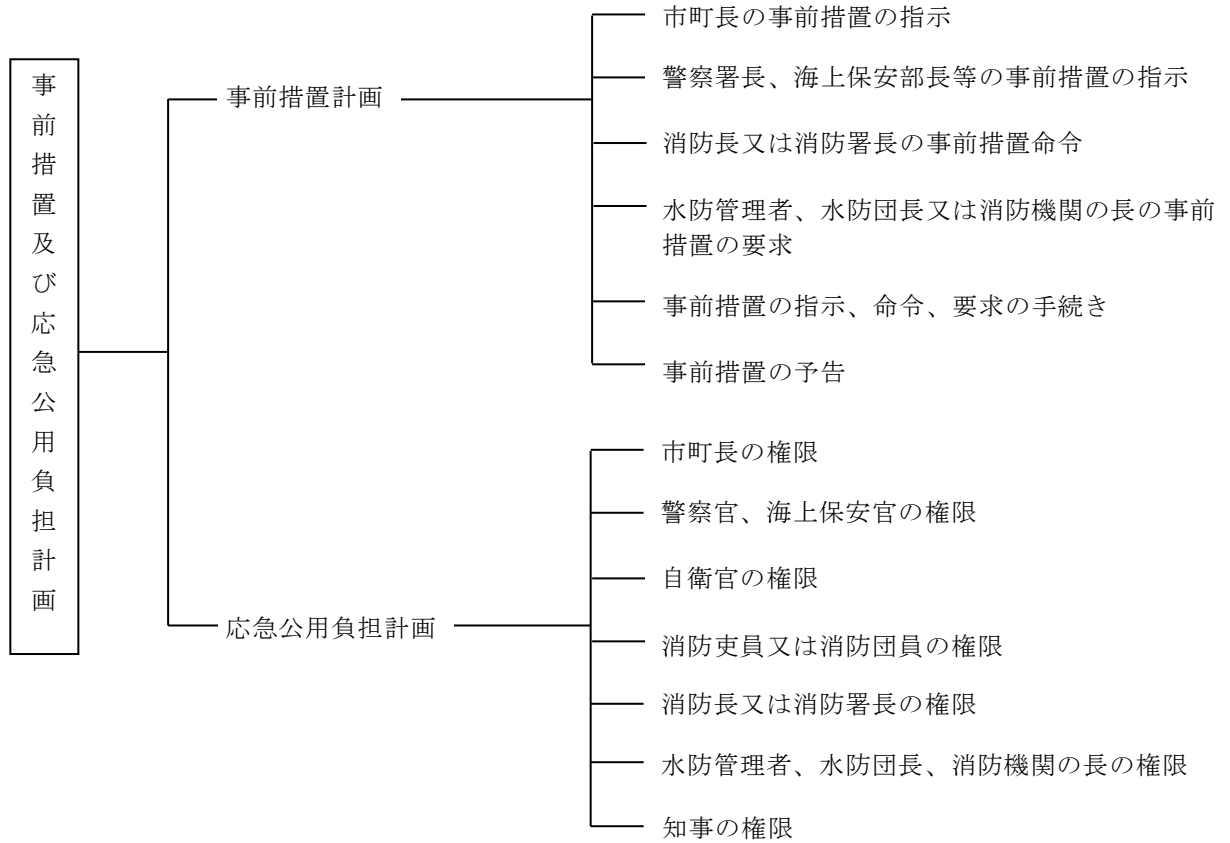 事前措置及び応急公用負担計画
事前措置計画
市町長の事前措置の指示
警察署長、海上保安部長等の事前措置の指示
消防長又は消防署長の事前措置命令
水防管理者、水防団長又は消防機関の長の事前
措置の要求
事前措置の指示、命令、要求の手続き
事前措置の予告
応急公用負担計画
市町長の権限
警察官、海上保安官の権限
自衛官の権限
消防吏員又は消防団員の権限
消防長又は消防署長の権限
水防管理者、水防団長、消防機関の長の権限
知事の権限